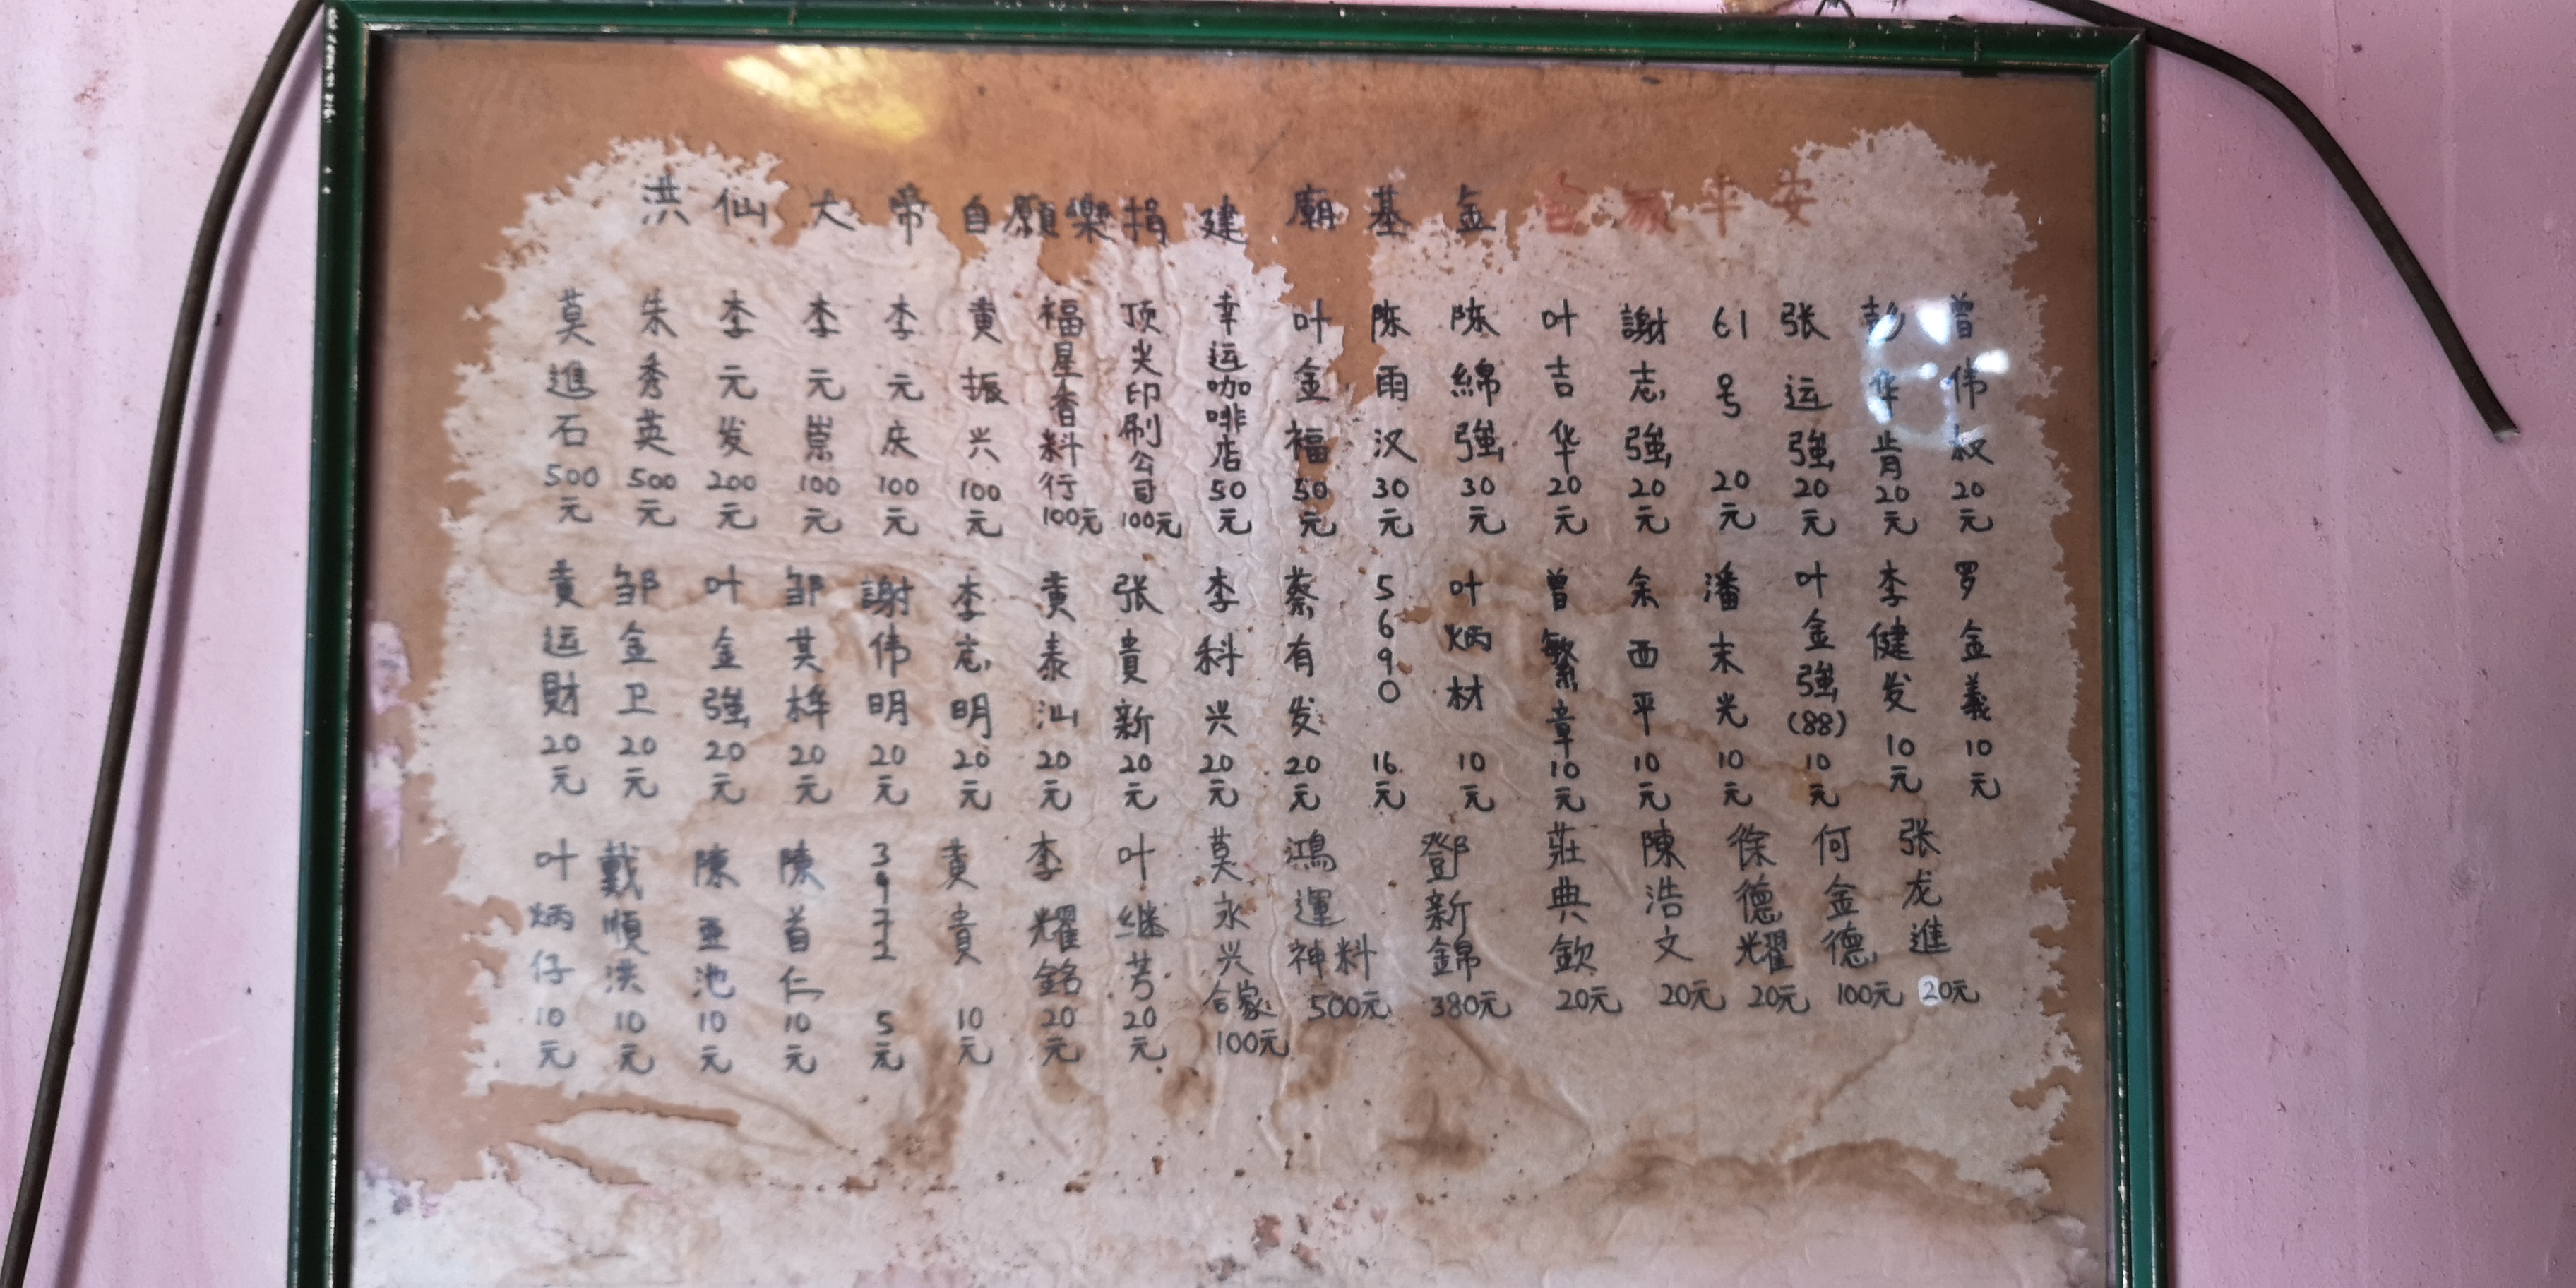 洪仙大帝自願樂捐建廟基金合家平安
莫進石500元
朱秀英500元
李元发200元
李元崇100元
李元庆100元
黄振兴100元
福星香料行100元
顶尖印刷公司100元
幸运咖啡店50元
叶金福50元
陈雨汉30元
陈綿強30元
叶吉华20元
謝志強20元
61号20元
张运強20元
彭华肯20元
曾伟叔20元
黄运財20元
邹金卫20元
叶金強20元
邹其桦20元
謝伟明20元
李志明20元
黄泰汕20元
张貴新20元
李科兴20元
蔡有发20元
5690 16元
叶炳材10元
曾繁章10元
余西平10元
潘末光10元
叶金強(88)10元
李健发10元
罗金義10元
叶炳仔10元
戴順洪10元
陳亚池10元
陳首仁10元
3972 5元
黄貴10元
李耀銘20元
叶继芳20元
莫永兴合家100元
鴻運神料500元
鄧新錦380元
莊典欽20元
陳浩文20元
徐德耀20元
何金德100元
张龙進20元